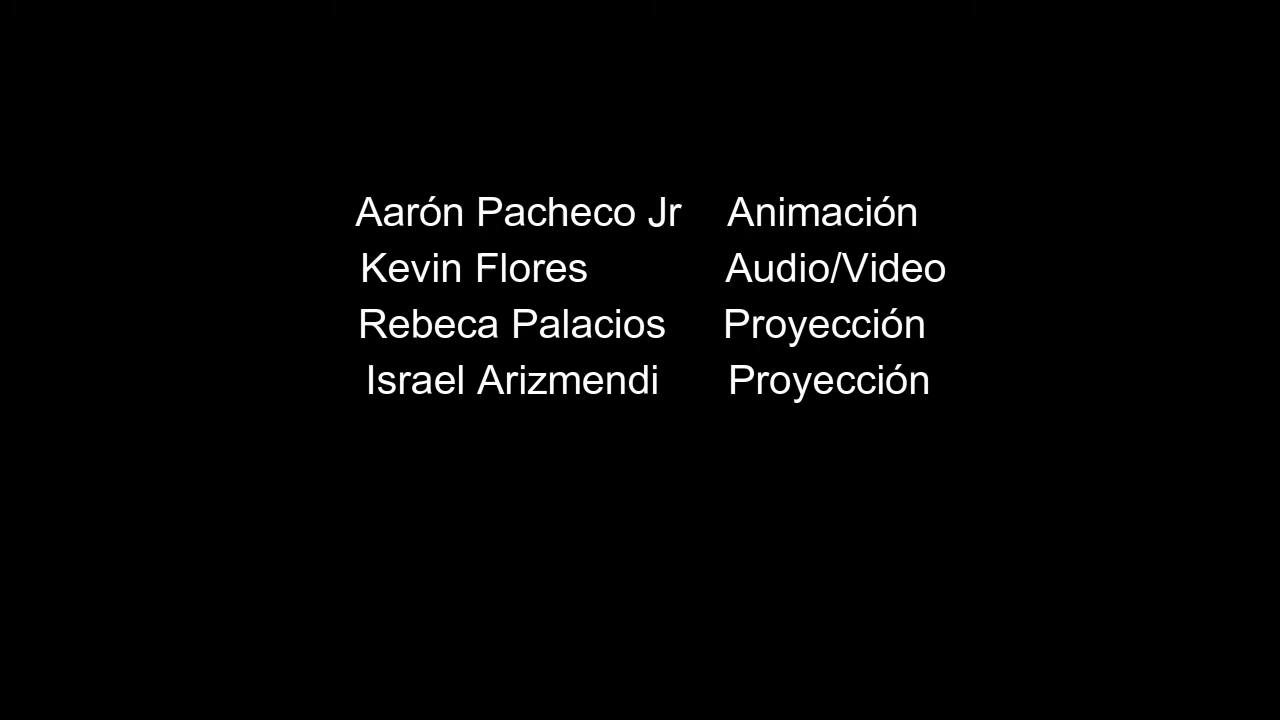 Aarón Pacheco Jr Animación
Kevin Flores Audio/Video
Rebeca Palacios Proyección
Israel Arizmendi Proyección